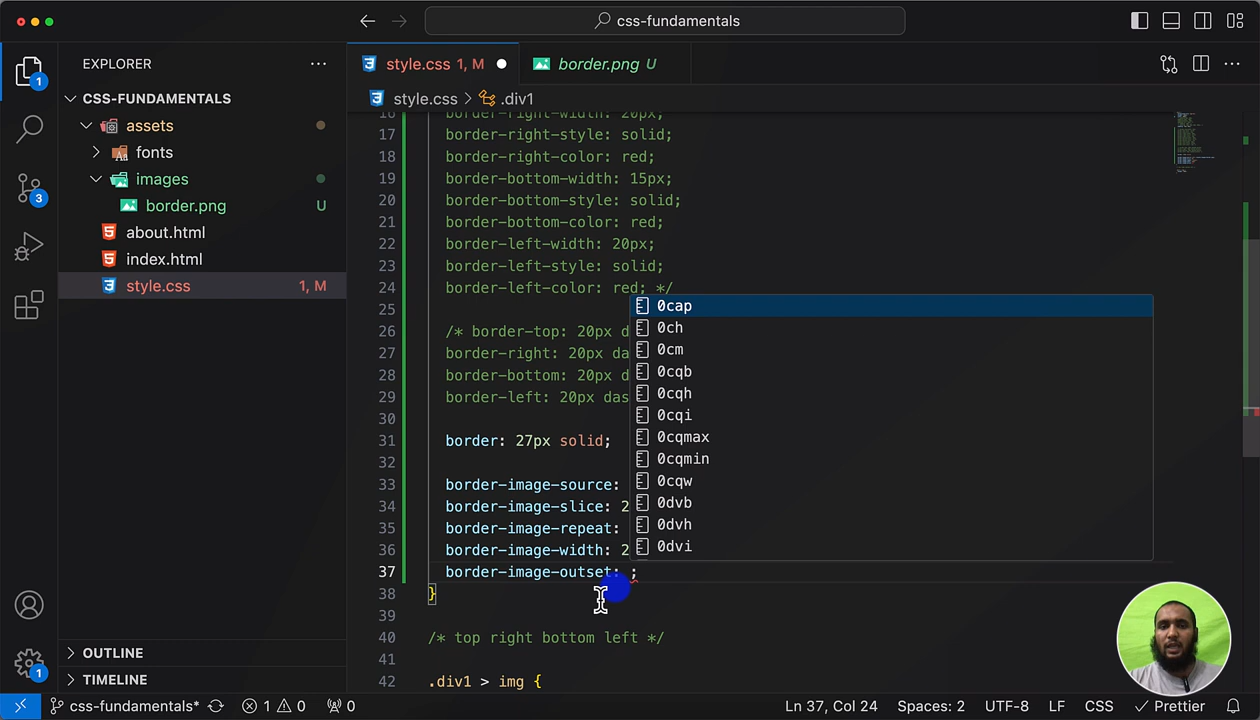 css-fundamentals
EXPLORER
style.css 1, M
border.png U
CSS-FUNDAMENTALS
style.css > .div1
assets
fonts
images
border.png U
about.html
index.html
style.css 1, M
17 border-right-style: solid;
18 border-right-color: red;
19 border-bottom-width: 15px;
20 border-bottom-style: solid;
21 border-bottom-color: red;
22 border-left-width: 20px;
23 border-left-style: solid;
24 border-left-color: red; */
25
26 /* border-top: 20px d
27 border-right: 20px da
28 border-bottom: 20px d
29 border-left: 20px das
30
31 border: 27px solid;
32
33 border-image-source:
34 border-image-slice: 2
35 border-image-repeat:
36 border-image-width: 2
37 border-image-outset: ;
38 }
39
40 /* top right bottom left */
41
42 .div1 > img {
0cap
0ch
0cm
0cqb
0cqh
0cqi
0cqmax
0cqmin
0cqw
0dvb
0dvh
0dvi
1
3
1
OUTLINE
TIMELINE
css-fundamentals* 1 0 0 Ln 37, Col 24 Spaces: 2 UTF-8 LF CSS Prettier